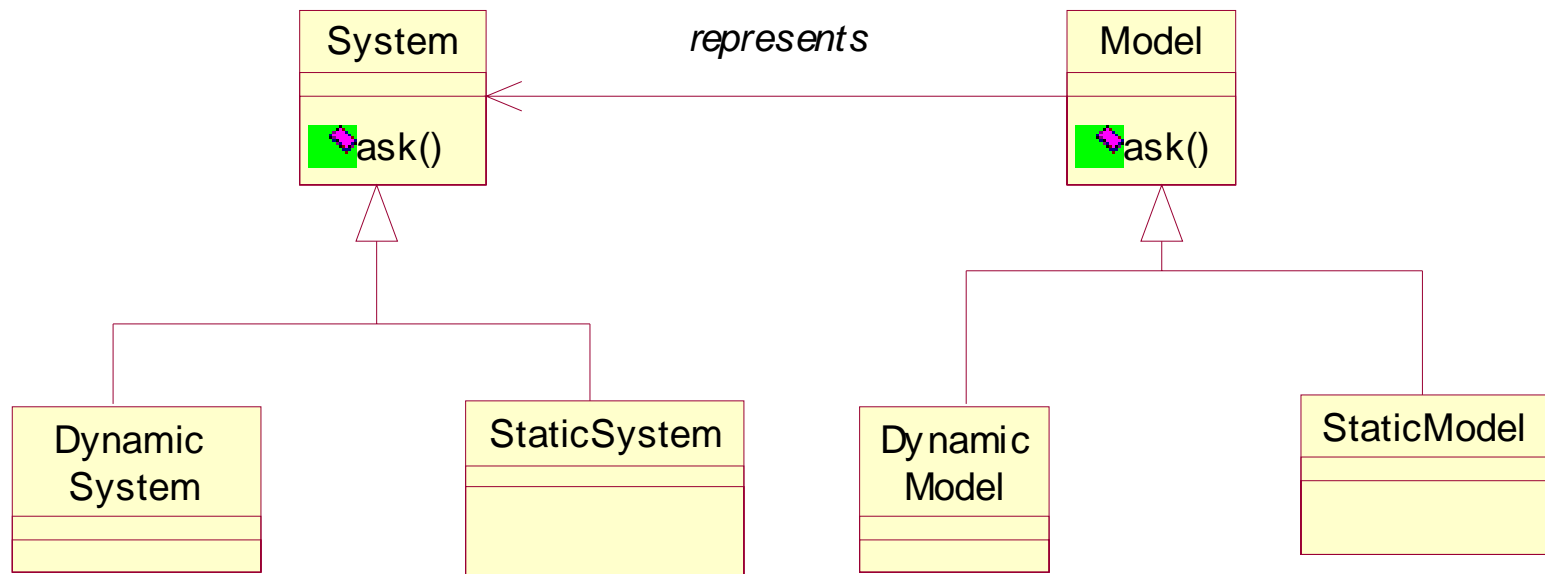 System
represents
Model
ask()
ask()
Dynamic
System
StaticSystem
Dynamic
Model
StaticModel